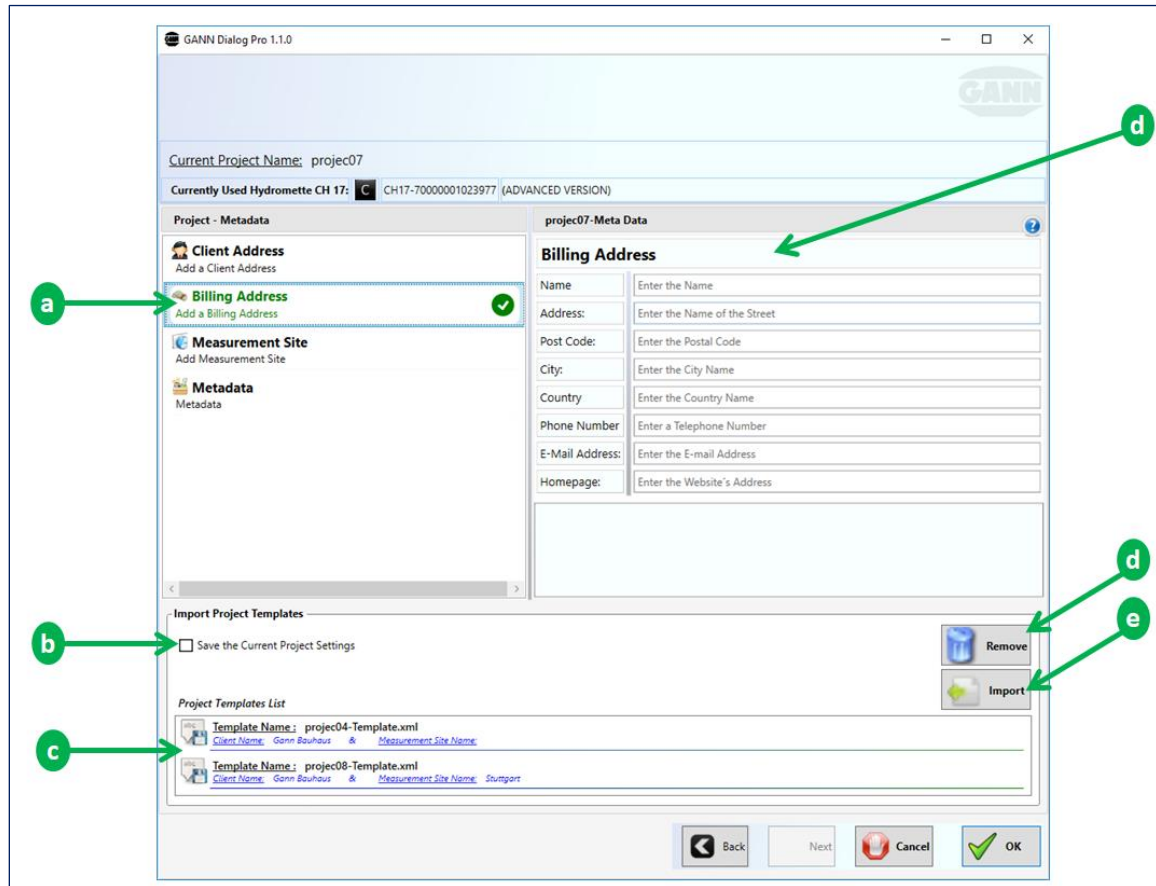 GANN Dialog Pro 1.1.0
GANN
d
Current Project Name: projec07
Currently Used Hydromette CH 17: C CH17-70000001023977 (ADVANCED VERSION)
Project - Metadata
projec07-Meta Data
?
Client Address
Add a Client Address
a
Billing Address
Add a Billing Address
Measurement Site
Add Measurement Site
Metadata
Metadata
Billing Address
Name Enter the Name
Address: Enter the Name of the Street
Post Code: Enter the Postal Code
City: Enter the City Name
Country Enter the Country Name
Phone Number Enter a Telephone Number
E-Mail Address: Enter the E-mail Address
Homepage: Enter the Website`s Address
Import Project Templates
b
Save the Current Project Settings
d
Remove
e
Import
Project Templates List
c
abc Template Name : projec04-Template.xml
Client Name: Gann Bauhaus & Measurement Site Name:
abc Template Name : projec08-Template.xml
Client Name: Gann Bauhaus & Measurement Site Name: Stuttgart
Back Next Cancel OK